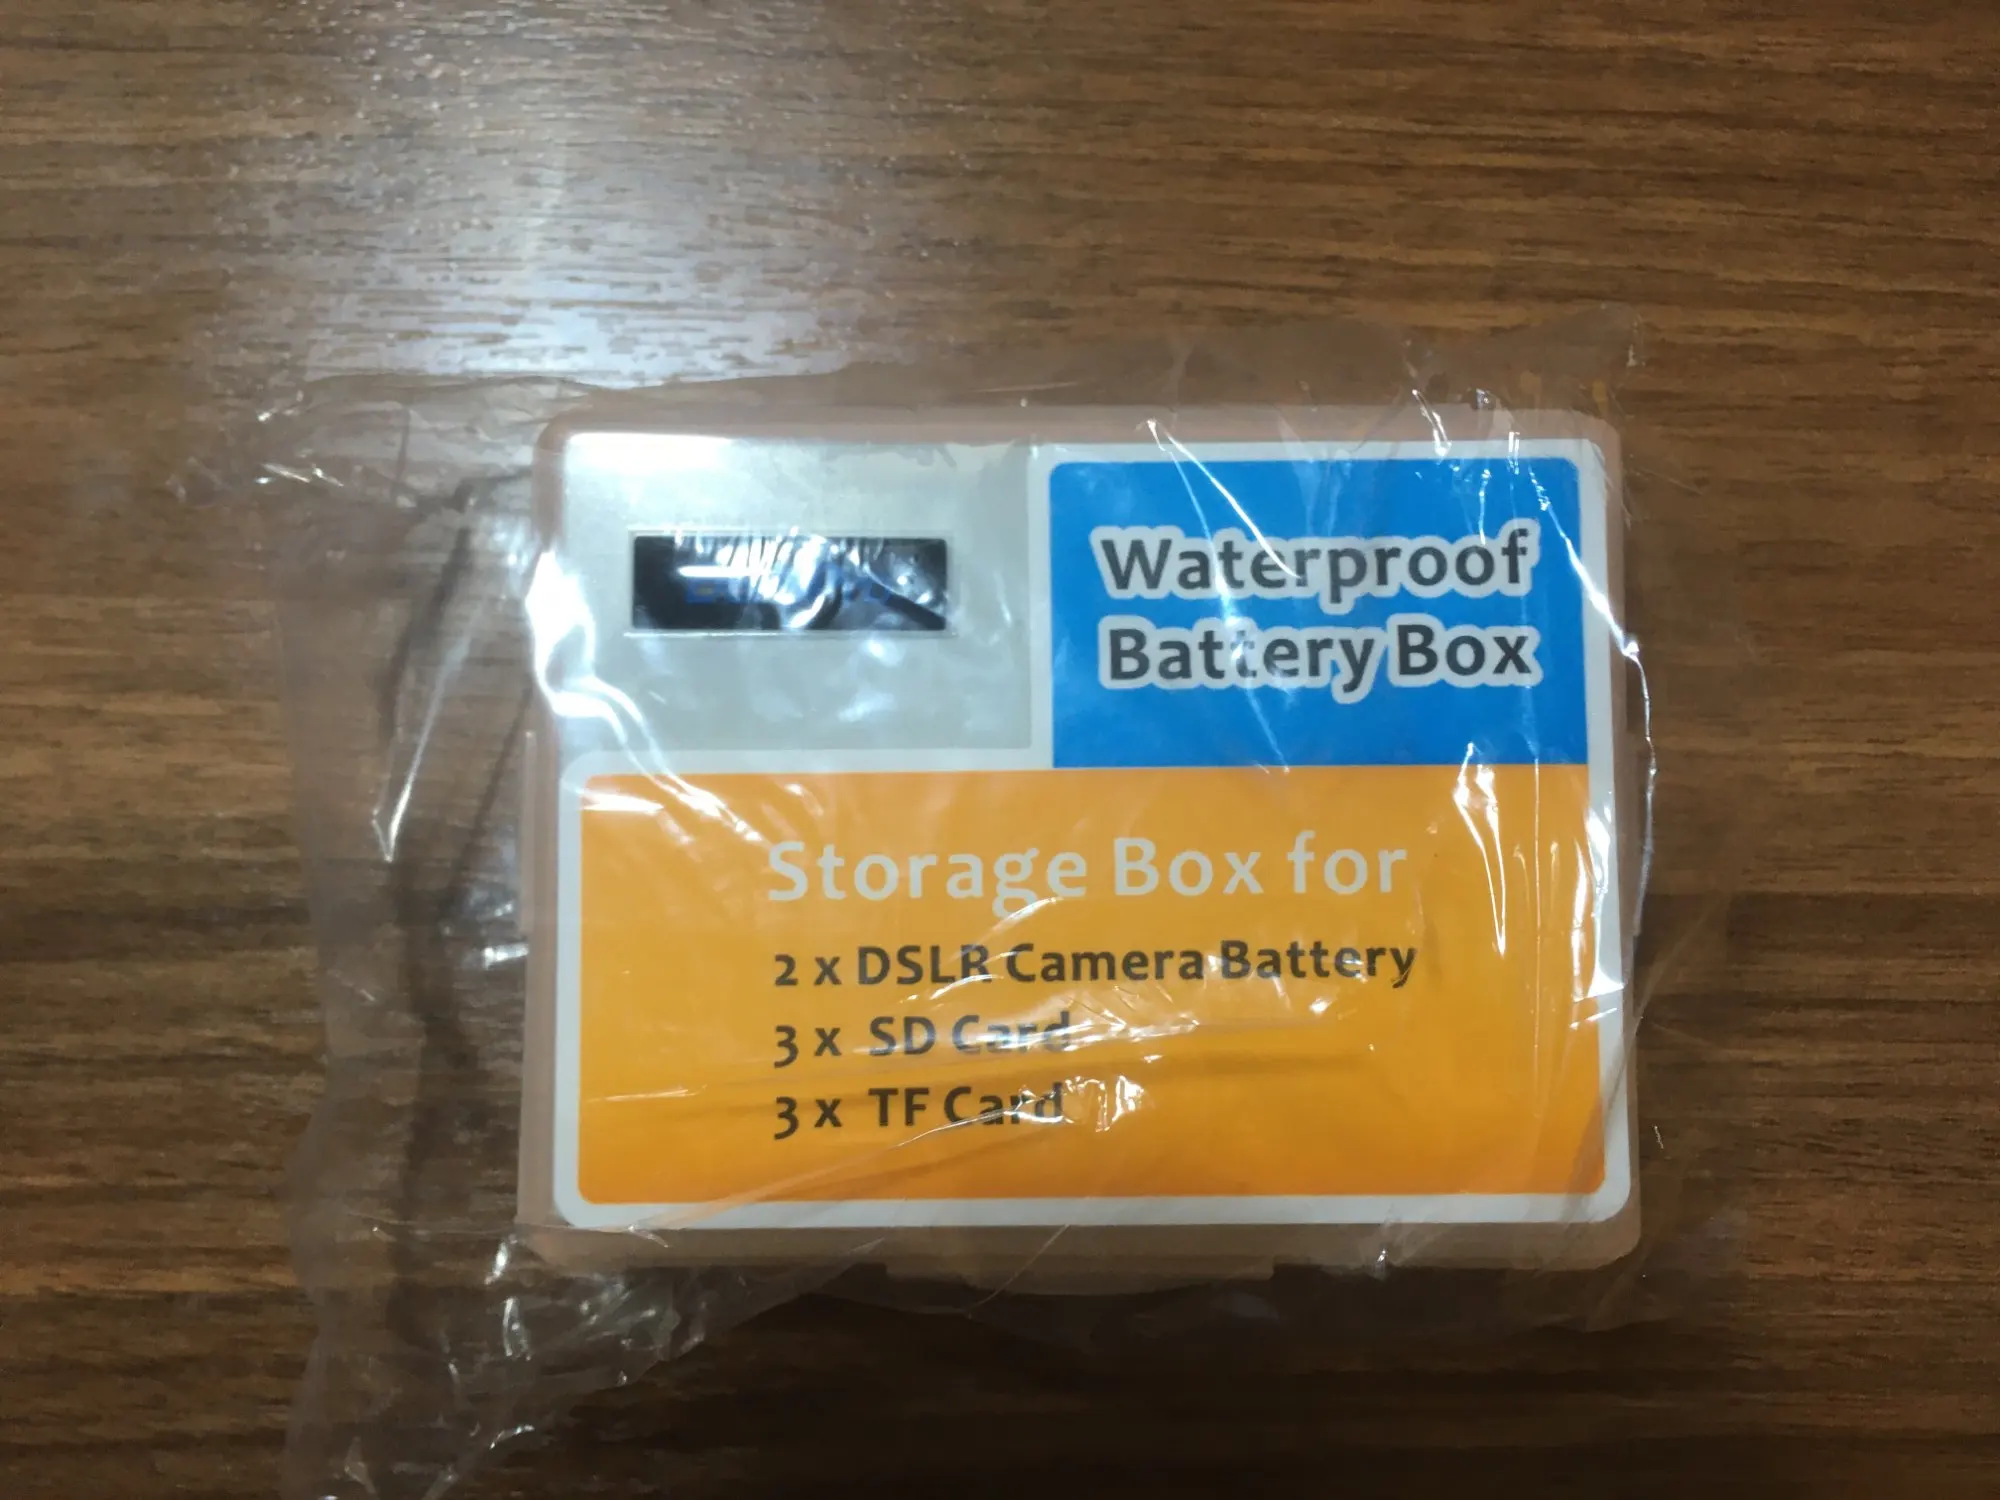 Waterproof
Battery Box
Storage Box for
2 x DSLR Camera Battery
3 x SD Card
3 x TF Card